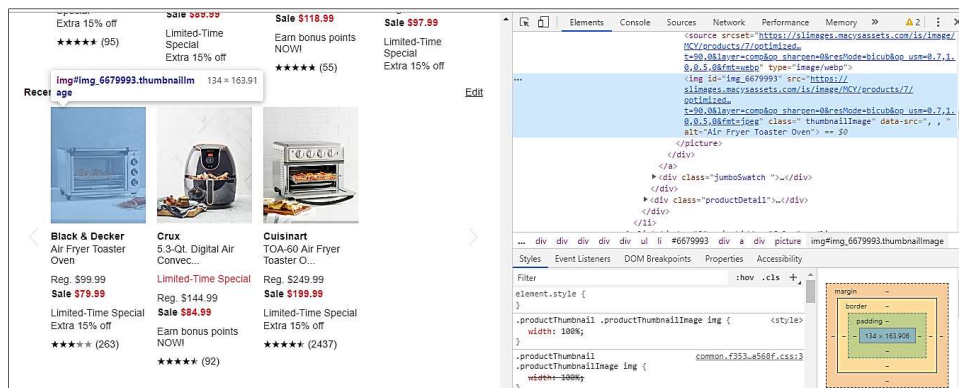 Special
Extra 15% off
(95)
Sale $89.99
Limited-Time
Special
Extra 15% off
Sale $118.99
Earn bonus points
NOW!
(55)
Sale $97.99
Limited-Time
Special
Extra 15% off
img#img_6679993.thumbnailIm
age
134 × 163.91
Recen
Edit
Black & Decker
Air Fryer Toaster
Oven
Reg. $99.99
Sale $79.99
Limited-Time Special
Extra 15% off
(263)
Crux
5.3-Qt. Digital Air
Convec...
Limited-Time Special
Reg. $144.99
Sale $84.99
Earn bonus points
NOW!
(92)
Cuisinart
TOA-60 Air Fryer
Toaster O...
Reg. $249.99
Sale $199.99
Limited-Time Special
Extra 15% off
(2437)
Elements Console Sources Network Performance Memory » 2
<source srcset="https://slimages.macysassets.com/is/image/
MCY/products/7/optimized…
t=90.0&layer=comp&op_sharpen=0&resMode=bicub&op_usm=0.7,1.
0,0.5,0&fmt=webp" type="image/webp">
<img id="img_6679993" src="https://
slimages.macysassets.com/is/image/MCY/products/7/
optimized…
t=90.0&layer=comp&op_sharpen=0&resMode=bicub&op_usm=0.7,1.
0,0.5,0&fmt=jpeg" class=" thumbnailImage" data-src=", , "
alt="Air Fryer Toaster Oven"> == $0
</picture>
</div>
</a>
<div class="jumboSwatch ">…</div>
</div>
<div class="productDetail">…</div>
</div>
</li>
... div div div div div ul li #6679993 div a div picture img#img_6679993.thumbnailImage
Styles Event Listeners DOM Breakpoints Properties Accessibility
Filter :hov .cls +
element.style {
}
.productThumbnail .productThumbnailImage img { <style>
width: 100%;
}
.productThumbnail common.f353…a568f.css:3
.productThumbnailImage img {
width: 100%;
margin –
border –
padding –
– – – 134 × 163.906 – – –
–
–